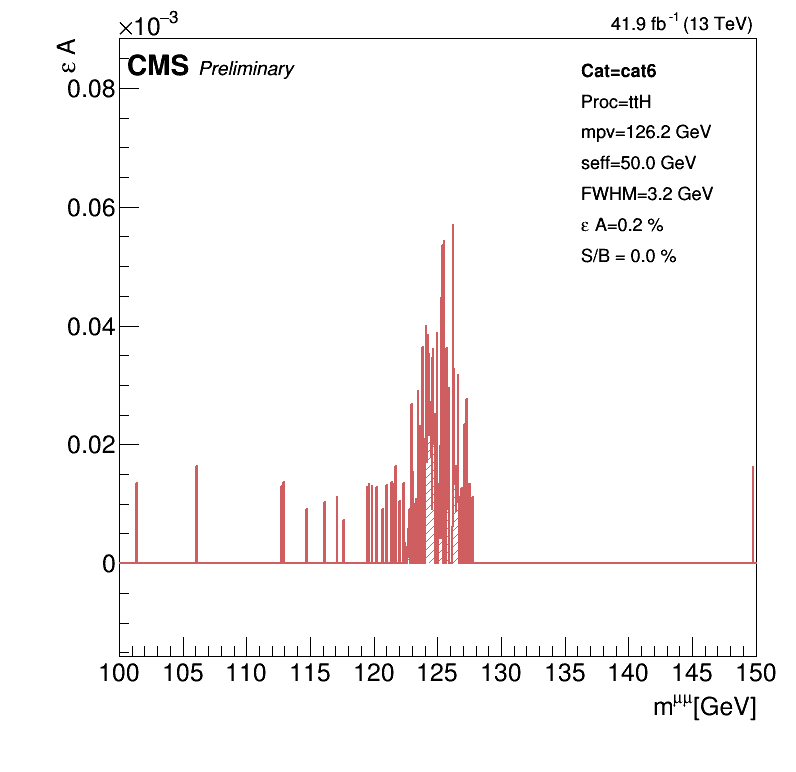 ×10⁻³
41.9 fb⁻¹ (13 TeV)
ε A
CMS Preliminary
Cat=cat6
Proc=ttH
mpv=126.2 GeV
seff=50.0 GeV
FWHM=3.2 GeV
ε A=0.2 %
S/B = 0.0 %
0.08
0.06
0.04
0.02
0
100 105 110 115 120 125 130 135 140 145 150
m^μμ[GeV]